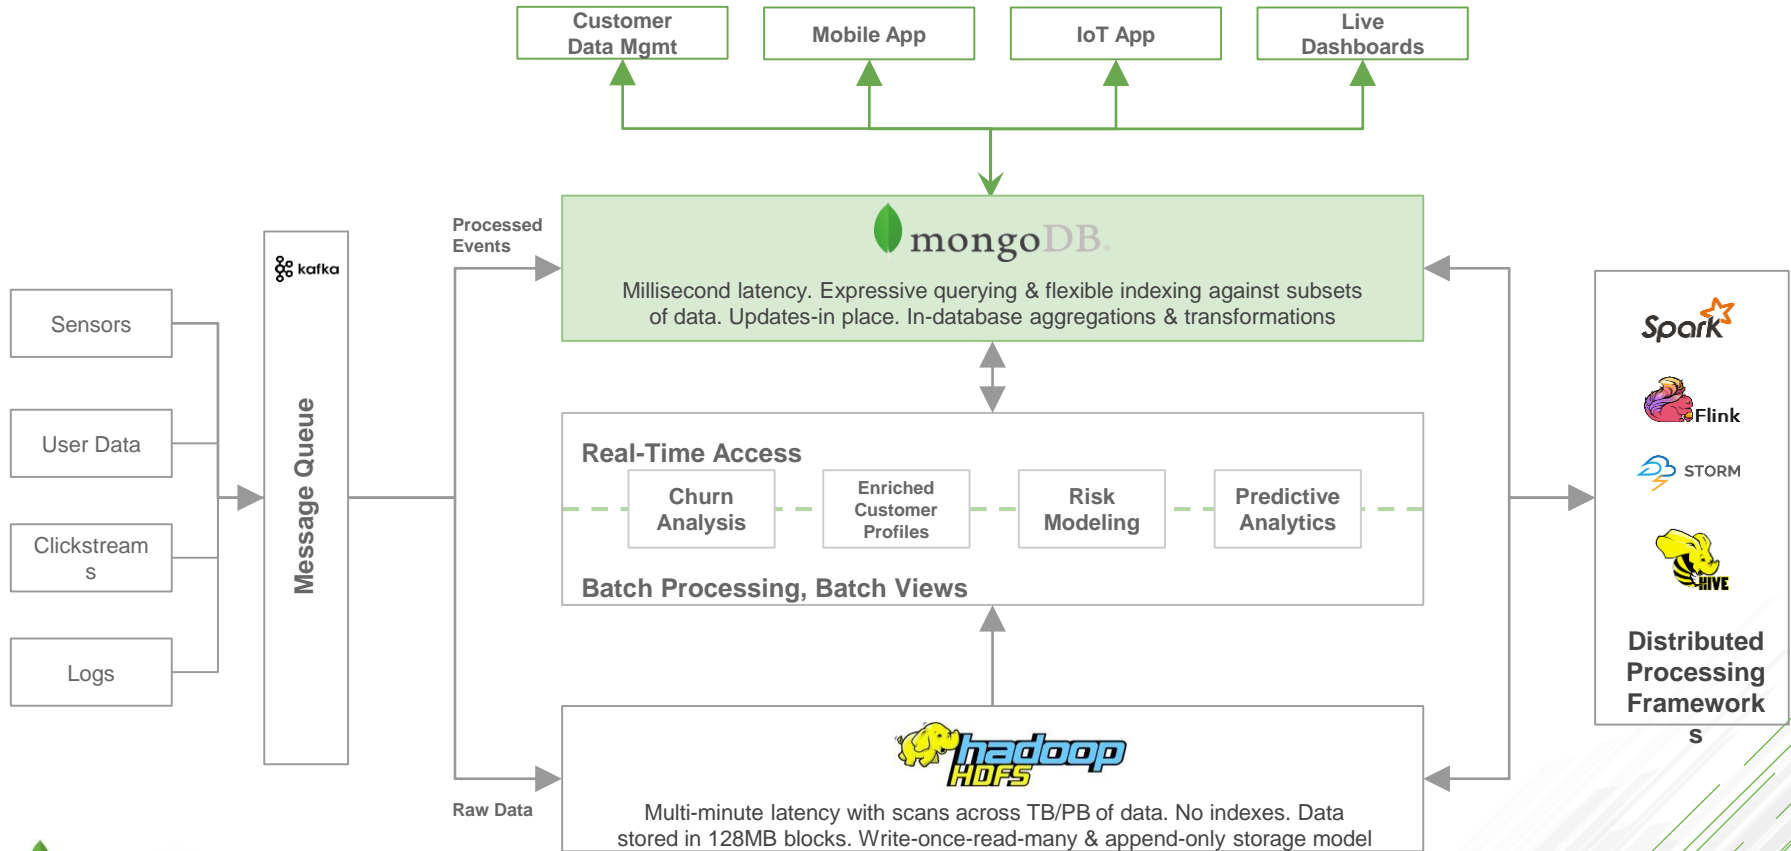 Customer
Data Mgmt
Mobile App
IoT App
Live
Dashboards
Processed
Events
mongoDB.
Millisecond latency. Expressive querying & flexible indexing against subsets
of data. Updates-in place. In-database aggregations & transformations
kafka
Message Queue
Sensors
User Data
Clickstream
s
Logs
Real-Time Access
Churn
Analysis
Enriched
Customer
Profiles
Risk
Modeling
Predictive
Analytics
Batch Processing, Batch Views
Raw Data
hadoop
HDFS
Multi-minute latency with scans across TB/PB of data. No indexes. Data
stored in 128MB blocks. Write-once-read-many & append-only storage model
Spark
Flink
STORM
HIVE
Distributed
Processing
Framework
s